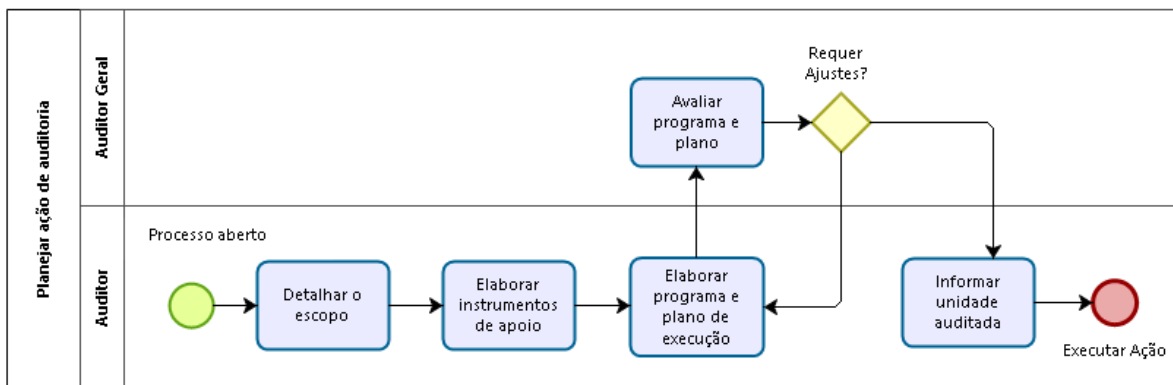 Planejar ação de auditoria
Auditor Geral
Requer
Ajustes?
Avaliar
programa e
plano
Auditor
Processo aberto
Detalhar o
escopo
Elaborar
instrumentos
de apoio
Elaborar
programa e
plano de
execução
Informar
unidade
auditada
Executar Ação